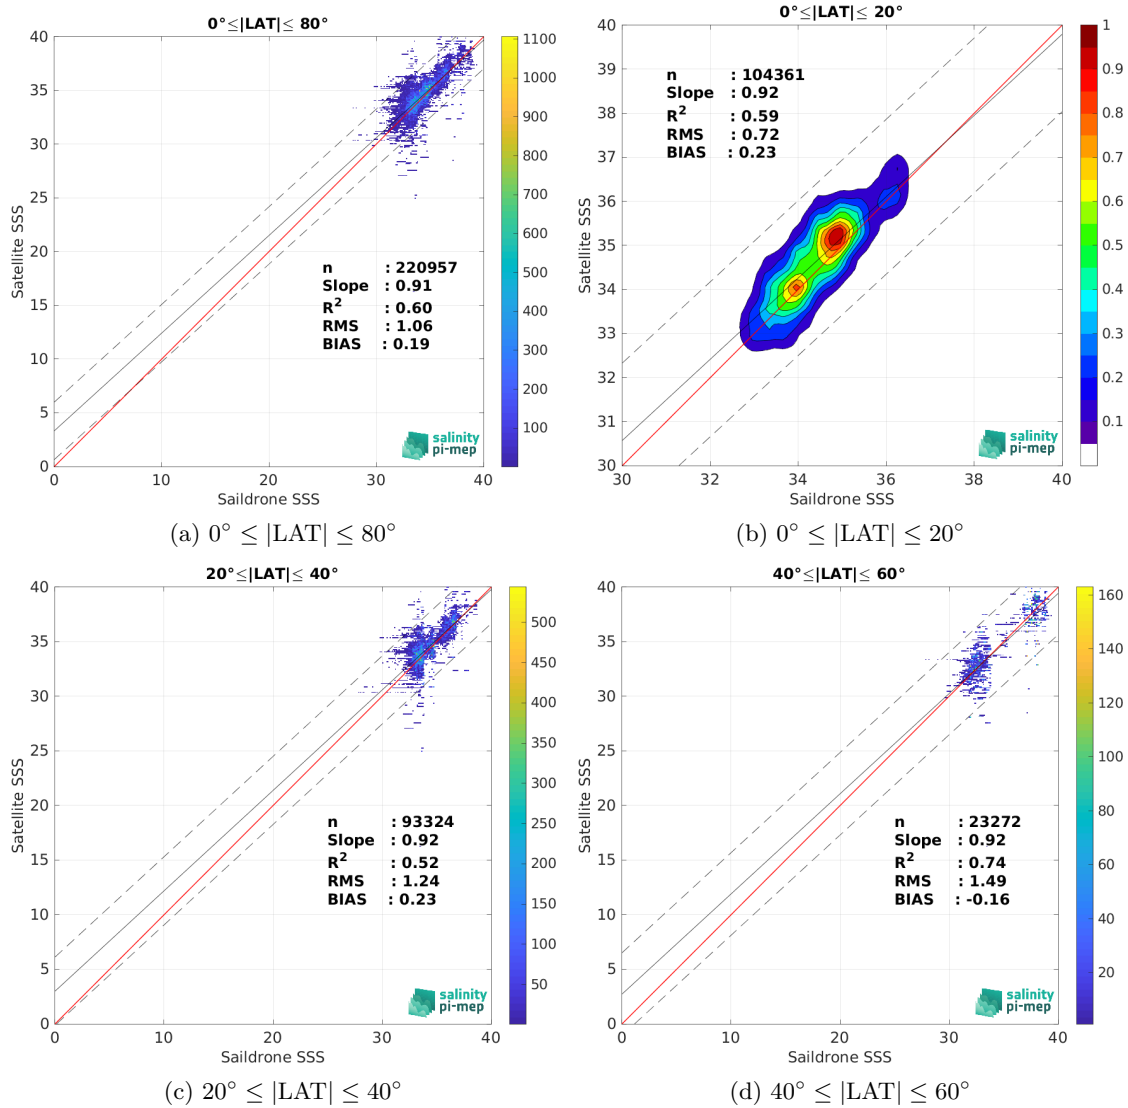 0°≤|LAT|≤ 80°
40
35
30
25
20
15
10
5
0
Satellite SSS
n : 220957
Slope : 0.91
R² : 0.60
RMS : 1.06
BIAS : 0.19
salinity
pi-mep
0 10 20 30 40
Saildrone SSS
1100
1000
900
800
700
600
500
400
300
200
100
(a) 0° ≤ |LAT| ≤ 80°
0°≤|LAT|≤ 20°
40
39
38
37
36
35
34
33
32
31
30
Satellite SSS
n : 104361
Slope : 0.92
R² : 0.59
RMS : 0.72
BIAS : 0.23
salinity
pi-mep
30 32 34 36 38 40
Saildrone SSS
1
0.9
0.8
0.7
0.6
0.5
0.4
0.3
0.2
0.1
(b) 0° ≤ |LAT| ≤ 20°
20°≤|LAT|≤ 40°
40
35
30
25
20
15
10
5
0
Satellite SSS
n : 93324
Slope : 0.92
R² : 0.52
RMS : 1.24
BIAS : 0.23
salinity
pi-mep
0 10 20 30 40
Saildrone SSS
500
450
400
350
300
250
200
150
100
50
(c) 20° ≤ |LAT| ≤ 40°
40°≤|LAT|≤ 60°
40
35
30
25
20
15
10
5
0
Satellite SSS
n : 23272
Slope : 0.92
R² : 0.74
RMS : 1.49
BIAS : -0.16
salinity
pi-mep
0 10 20 30 40
Saildrone SSS
160
140
120
100
80
60
40
20
(d) 40° ≤ |LAT| ≤ 60°